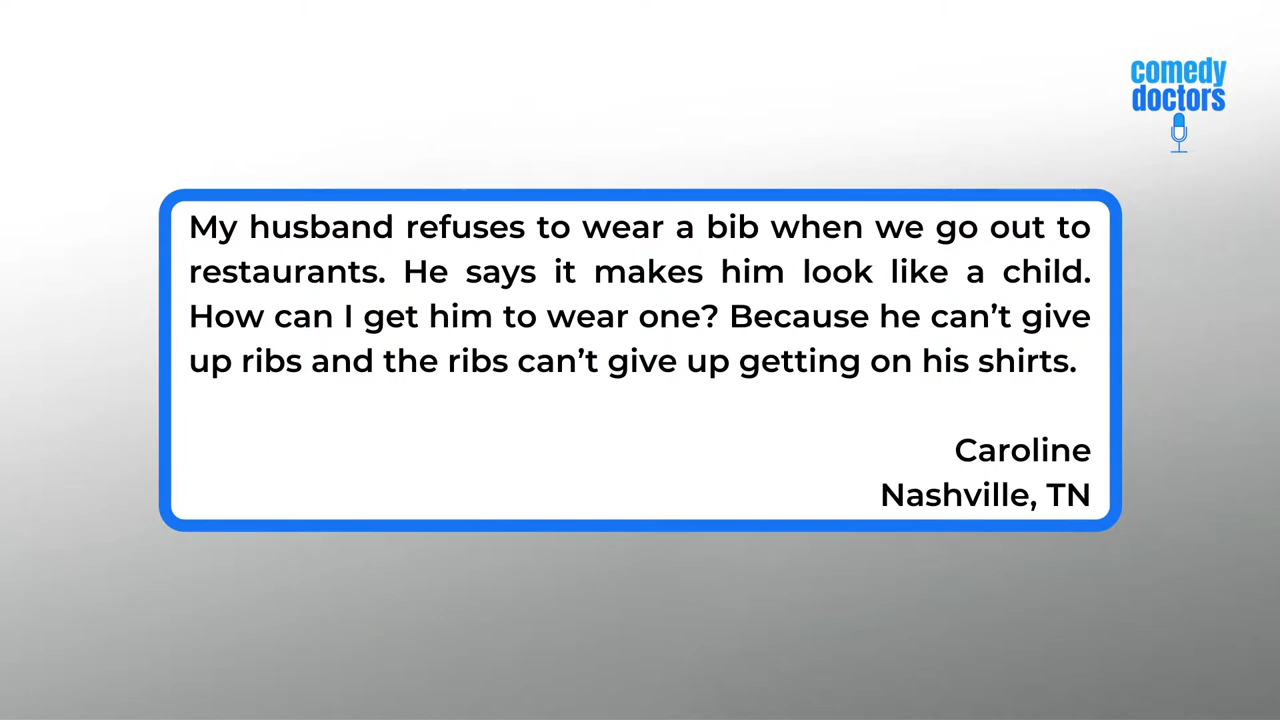 comedy
doctors
My husband refuses to wear a bib when we go out to
restaurants. He says it makes him look like a child.
How can I get him to wear one? Because he can’t give
up ribs and the ribs can’t give up getting on his shirts.
Caroline
Nashville, TN